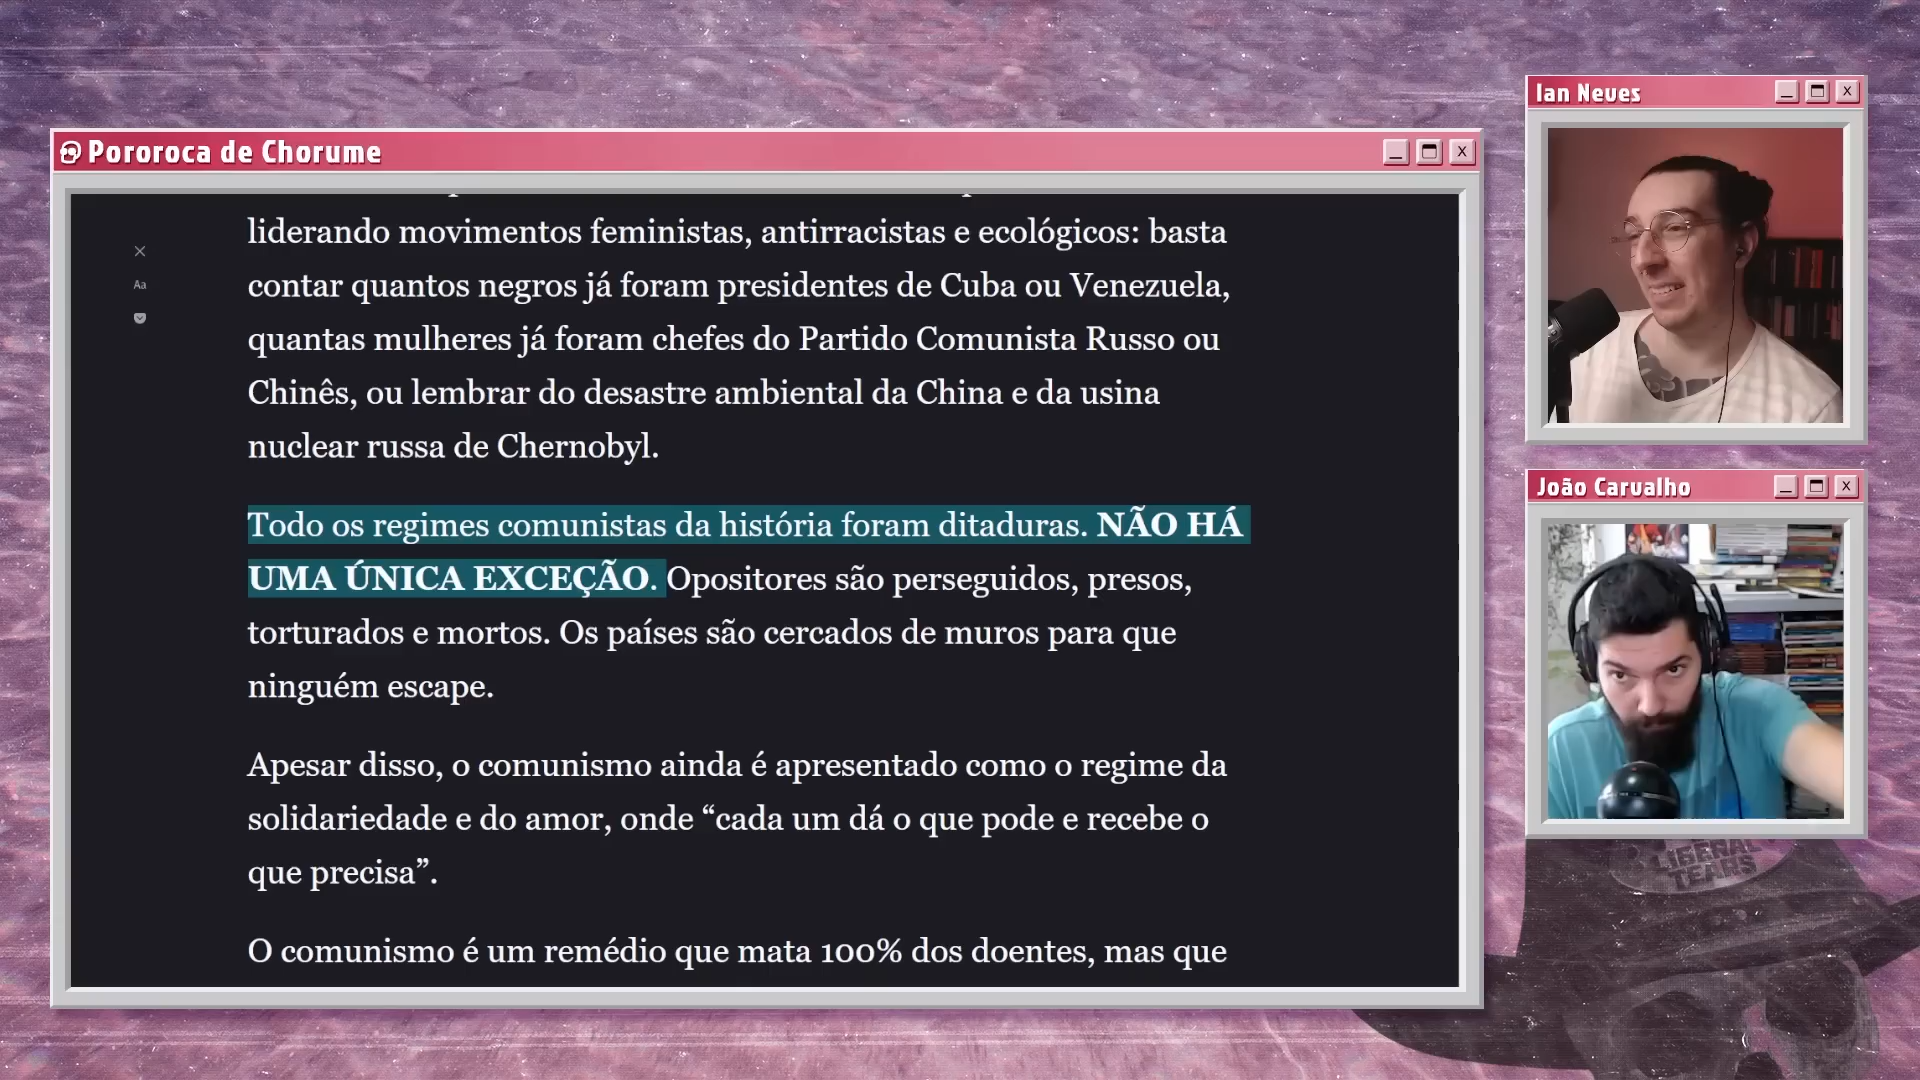 Pororoca de Chorume
liderando movimentos feministas, antirracistas e ecológicos: basta
contar quantos negros já foram presidentes de Cuba ou Venezuela,
quantas mulheres já foram chefes do Partido Comunista Russo ou
Chinês, ou lembrar do desastre ambiental da China e da usina
nuclear russa de Chernobyl.
Todo os regimes comunistas da história foram ditaduras. NÃO HÁ
UMA ÚNICA EXCEÇÃO. Opositores são perseguidos, presos,
torturados e mortos. Os países são cercados de muros para que
ninguém escape.
Apesar disso, o comunismo ainda é apresentado como o regime da
solidariedade e do amor, onde “cada um dá o que pode e recebe o
que precisa”.
O comunismo é um remédio que mata 100% dos doentes, mas que
Aa
Ian Neves
João Carvalho
LIBERAL
TEARS